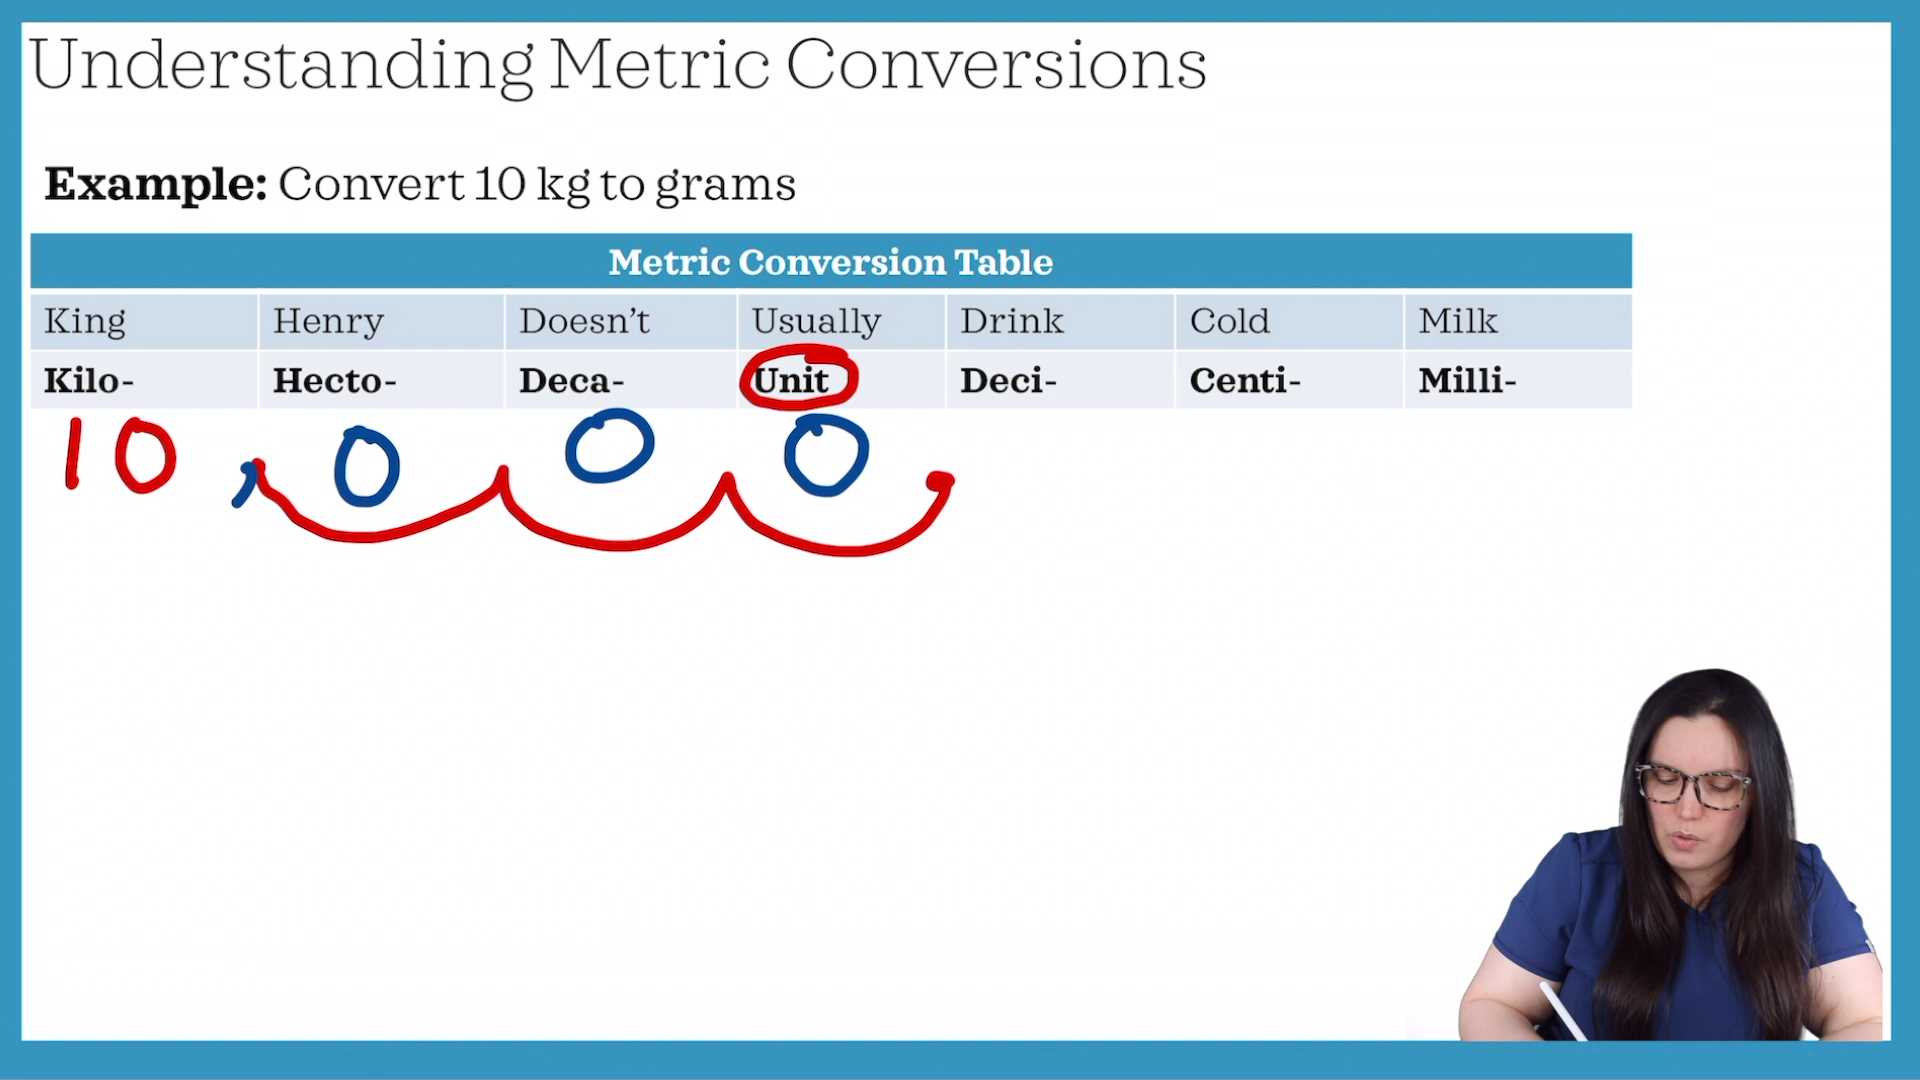 Understanding Metric Conversions
Example: Convert 10 kg to grams
Metric Conversion Table
King Henry Doesn’t Usually Drink Cold Milk
Kilo- Hecto- Deca- Unit Deci- Centi- Milli-
10,000